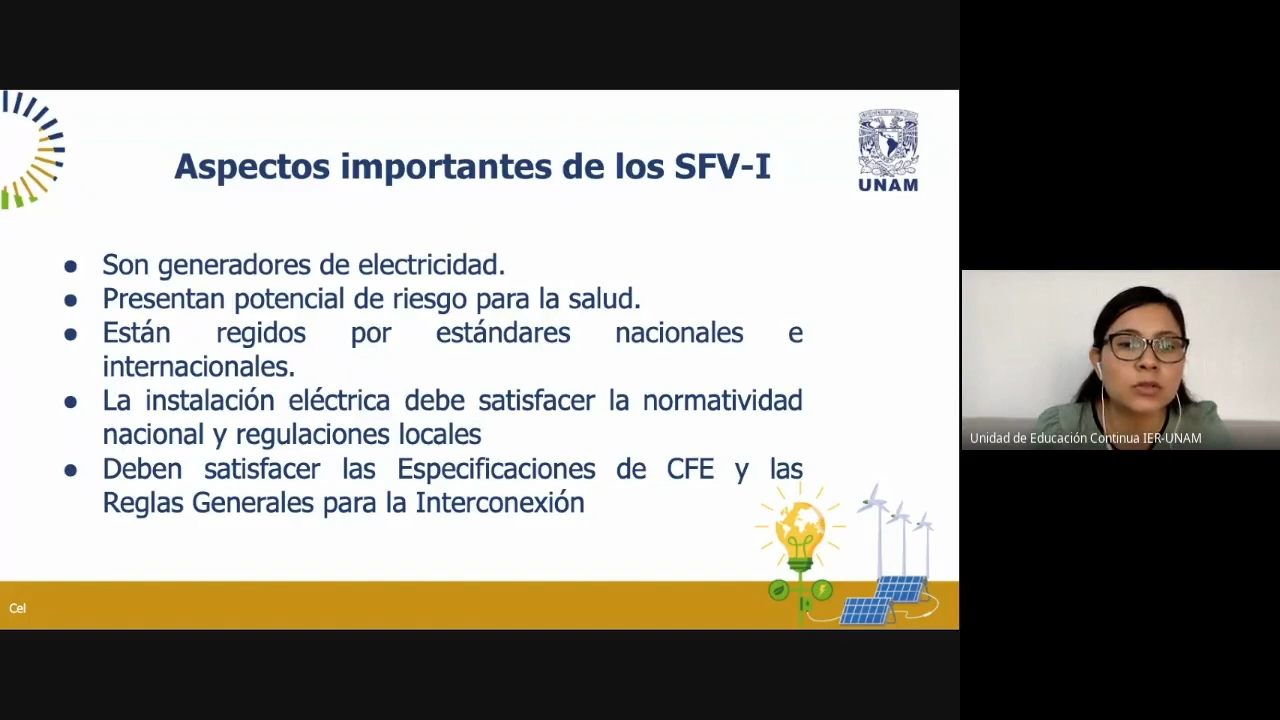 Aspectos importantes de los SFV-I
UNAM
● Son generadores de electricidad.
● Presentan potencial de riesgo para la salud.
● Están regidos por estándares nacionales e
internacionales.
● La instalación eléctrica debe satisfacer la normatividad
nacional y regulaciones locales
● Deben satisfacer las Especificaciones de CFE y las
Reglas Generales para la Interconexión
Cel
Unidad de Educación Continua IER-UNAM